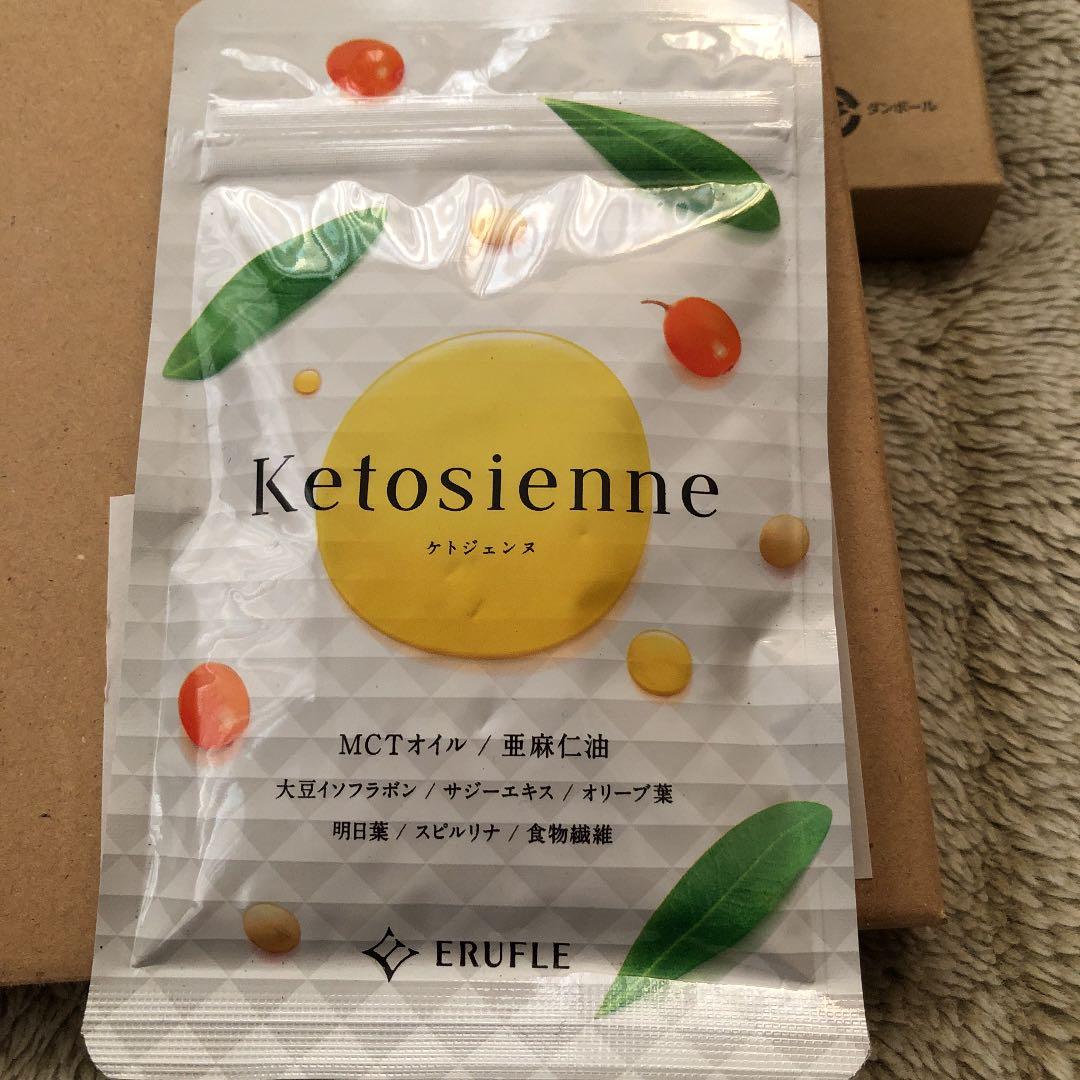 ダンボール
Ketosienne
ケトジェンヌ
MCTオイル / 亜麻仁油
大豆イソフラボン / サジーエキス / オリーブ葉
明日葉 / スピルリナ / 食物繊維
ERUFLE